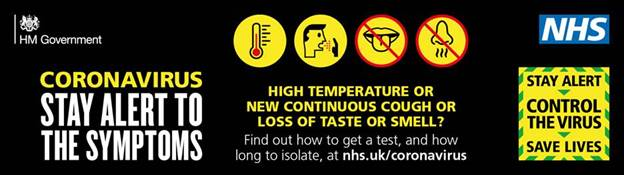 HM Government
CORONAVIRUS
STAY ALERT TO
THE SYMPTOMS
HIGH TEMPERATURE OR
NEW CONTINUOUS COUGH OR
LOSS OF TASTE OR SMELL?
Find out how to get a test, and how
long to isolate, at nhs.uk/coronavirus
NHS
STAY ALERT
CONTROL
THE VIRUS
SAVE LIVES